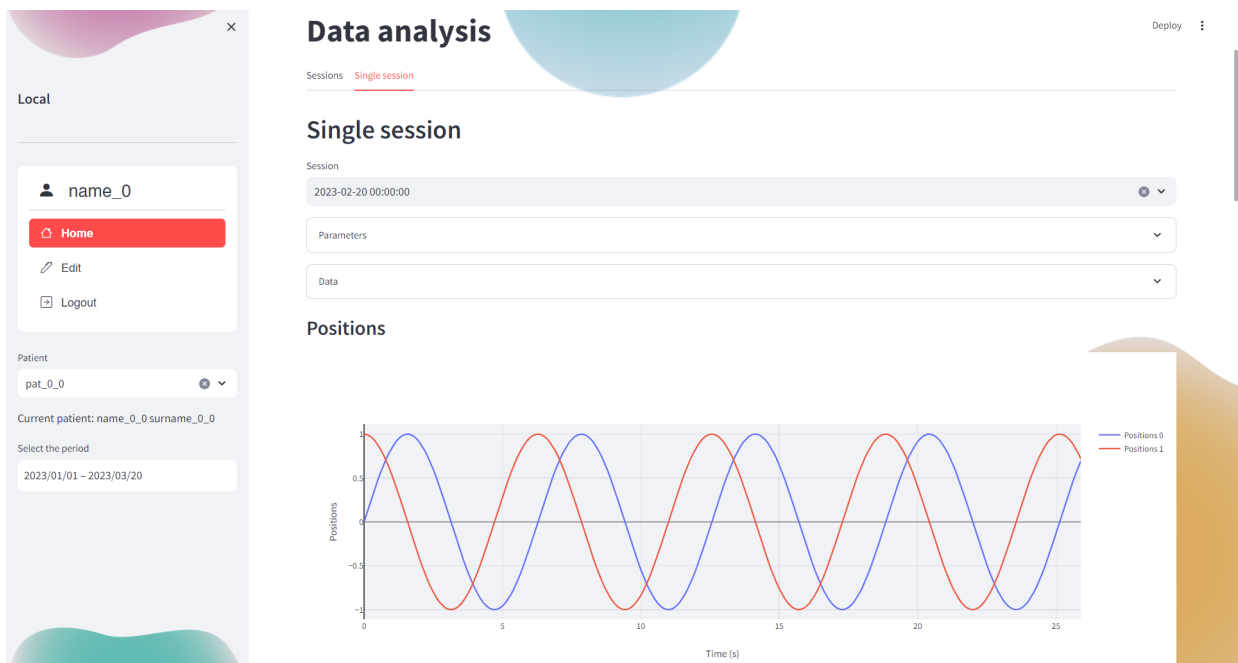 Local
name_0
Home
Edit
Logout
Patient
pat_0_0
Current patient: name_0_0 surname_0_0
Select the period
2023/01/01 – 2023/03/20
Deploy
Data analysis
Sessions Single session
Single session
Session
2023-02-20 00:00:00
Parameters
Data
Positions
Positions
1
0.5
0
−0.5
−1
0 5 10 15 20 25
Time (s)
Positions 0
Positions 1